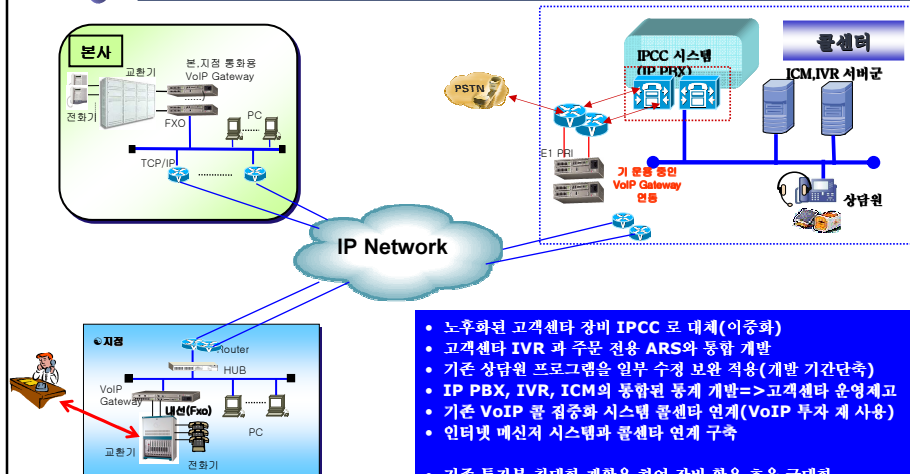 본사
교환기
본,지점 통화용
VoIP Gateway
전화기
FXO
PC
TCP/IP
IP Network
PSTN
E1 PRI
IPCC 시스템
(IP PBX)
콜센터
ICM,IVR 서버군
기 운용 중인
VoIP Gateway
연동
상담원
지점
Router
HUB
VoIP
Gateway
내선(Fxo)
PC
교환기
전화기
• 노후화된 고객센타 장비 IPCC 로 대체(이중화)
• 고객센타 IVR 과 주문 전용 ARS와 통합 개발
• 기존 상담원 프로그램을 일부 수정 보완 적용(개발 기간단축)
• IP PBX, IVR, ICM의 통합된 통계 개발=>고객센타 운영제고
• 기존 VoIP 콜 집중화 시스템 콜센타 연계(VoIP 투자 재 사용)
• 인터넷 메신저 시스템과 콜센타 연계 구축